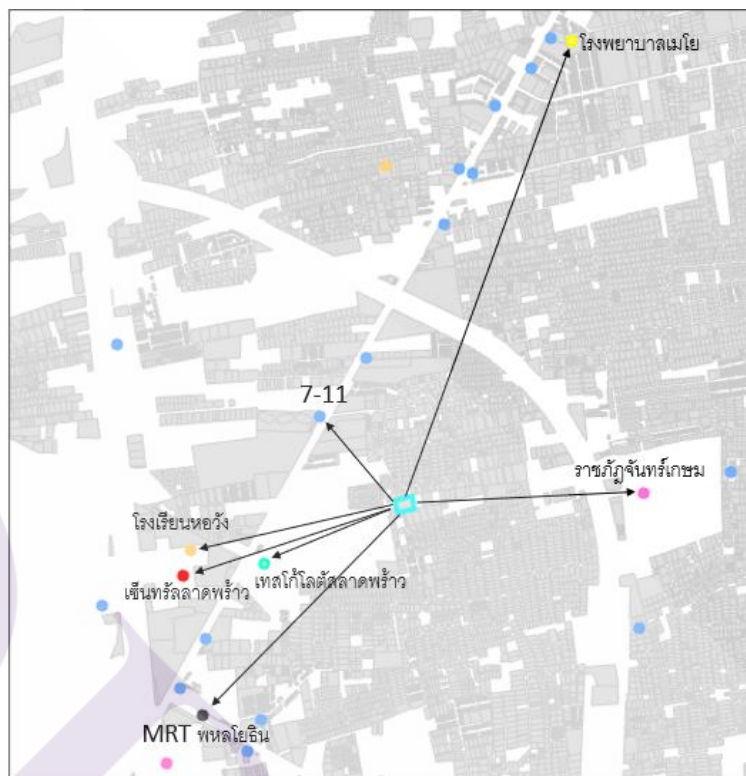 โรงพยาบาลเมโย
7-11
ราชภัฏจันทร์เกษม
โรงเรียนหอวัง
เทสโก้โลตัสลาดพร้าว
เซ็นทรัลลาดพร้าว
MRT พหลโยธิน